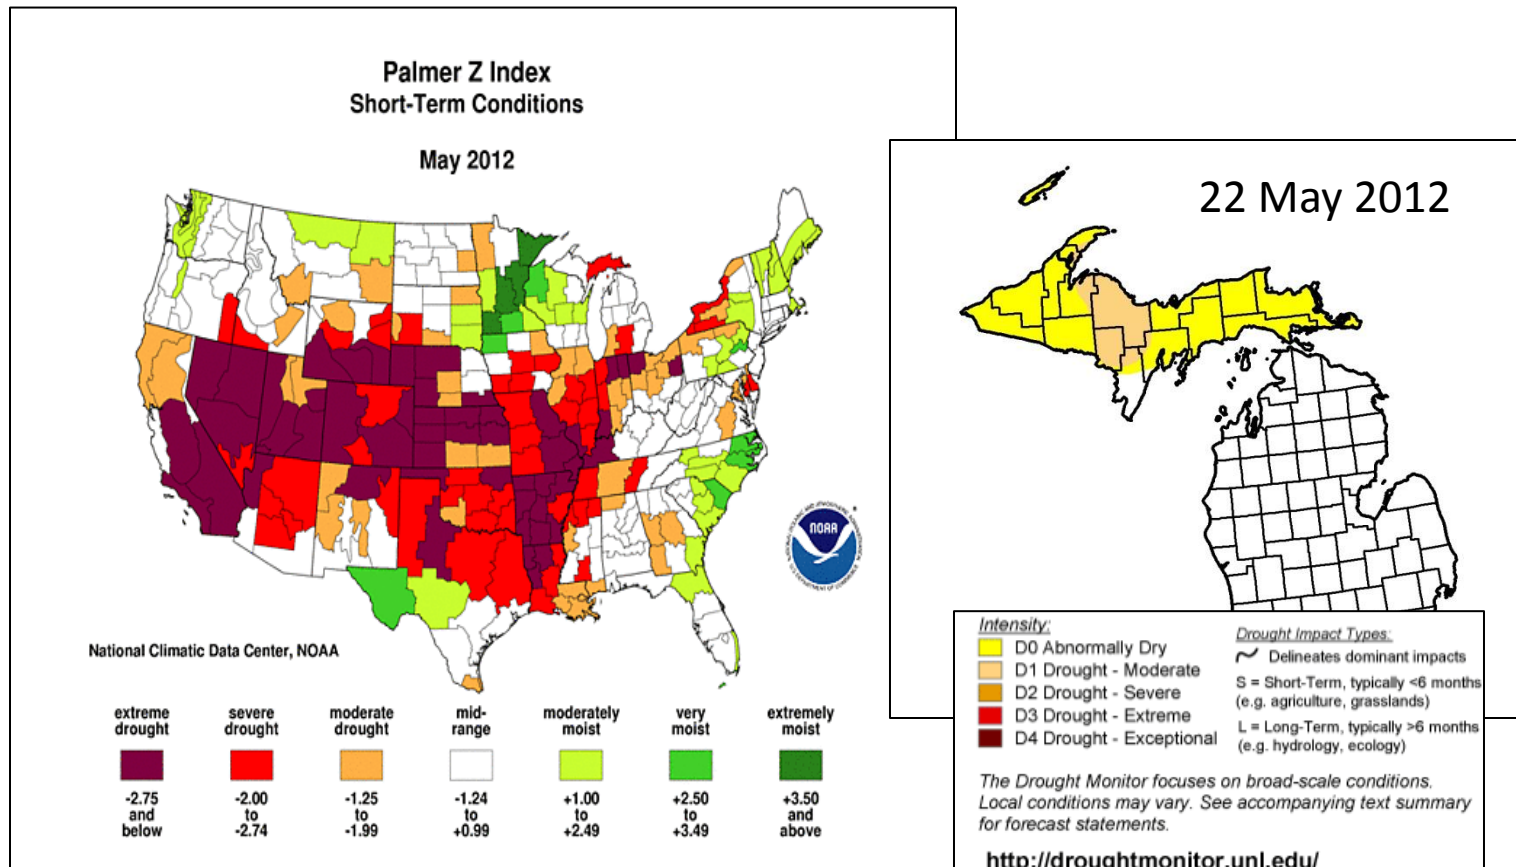 Palmer Z Index
Short-Term Conditions
May 2012
NOAA
National Climatic Data Center, NOAA
extreme
drought
severe
drought
moderate
drought
mid-
range
moderately
moist
very
moist
extremely
moist
-2.75
and
below
-2.00
to
-2.74
-1.25
to
-1.99
-1.24
to
+0.99
+1.00
to
+2.49
+2.50
to
+3.49
+3.50
and
above
22 May 2012
Intensity:
D0 Abnormally Dry
D1 Drought - Moderate
D2 Drought - Severe
D3 Drought - Extreme
D4 Drought - Exceptional
Drought Impact Types:
Delineates dominant impacts
S = Short-Term, typically <6 months
(e.g. agriculture, grasslands)
L = Long-Term, typically >6 months
(e.g. hydrology, ecology)
The Drought Monitor focuses on broad-scale conditions.
Local conditions may vary. See accompanying text summary
for forecast statements.
http://droughtmonitor.unl.edu/